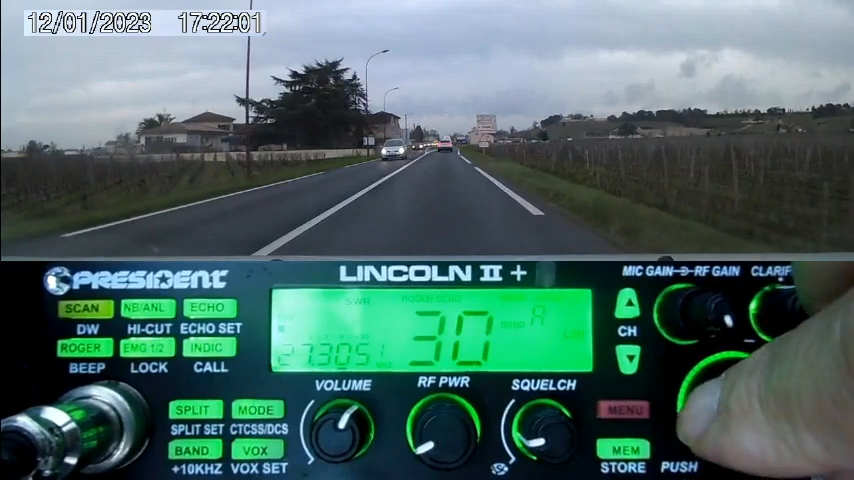 12/01/2023 17:22:01
PRESIDENT LINCOLN II + MIC GAIN RF GAIN CLARIF
SCAN NB/ANL ECHO
DW HI-CUT ECHO SET
ROGER EMG 1/2 INDIC
BEEP LOCK CALL
SWR ROGER ECHO
30 BAND A
27.3051
CH
VOLUME RF PWR SQUELCH
SPLIT MODE MENU
SPLIT SET CTCSS/DCS
BAND VOX MEM
+10KHZ VOX SET STORE PUSH